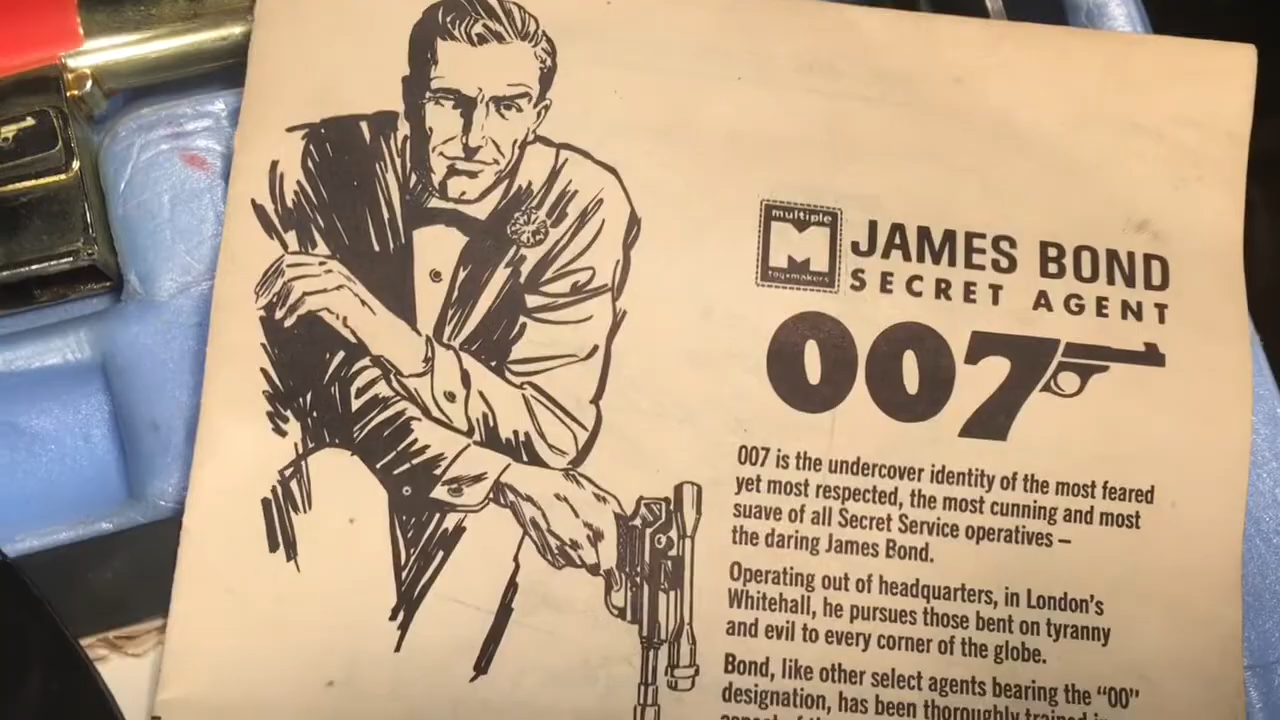 multiple
M
toymakers
JAMES BOND
SECRET AGENT
007
007 is the undercover identity of the most feared
yet most respected, the most cunning and most
suave of all Secret Service operatives –
the daring James Bond.
Operating out of headquarters, in London's
Whitehall, he pursues those bent on tyranny
and evil to every corner of the globe.
Bond, like other select agents bearing the “00”
designation, has been thoroughly trained in
aspect of